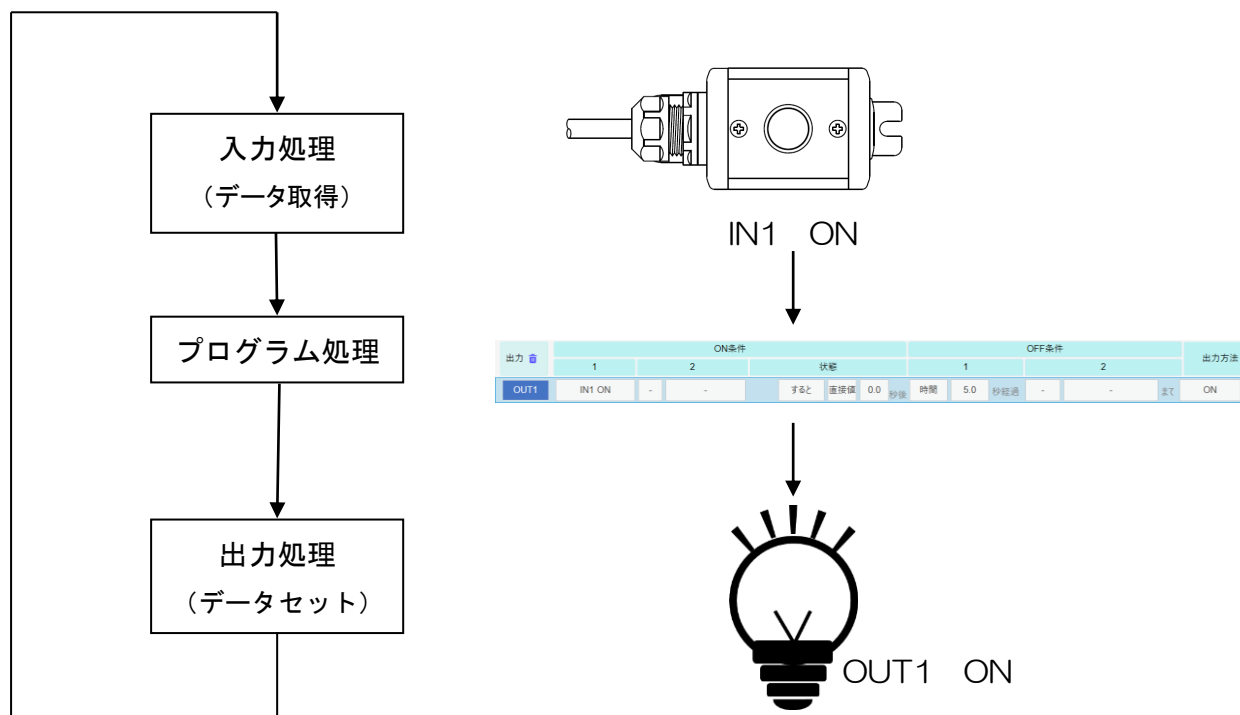 入力処理
(データ取得)
プログラム処理
出力処理
(データセット)
IN1 ON
出力 ON条件 OFF条件 出力方法
1 2 状態 1 2
OUT1 IN1 ON - - すると 直接値 0.0 秒後 時間 5.0 秒経過 - - まで ON
OUT1 ON